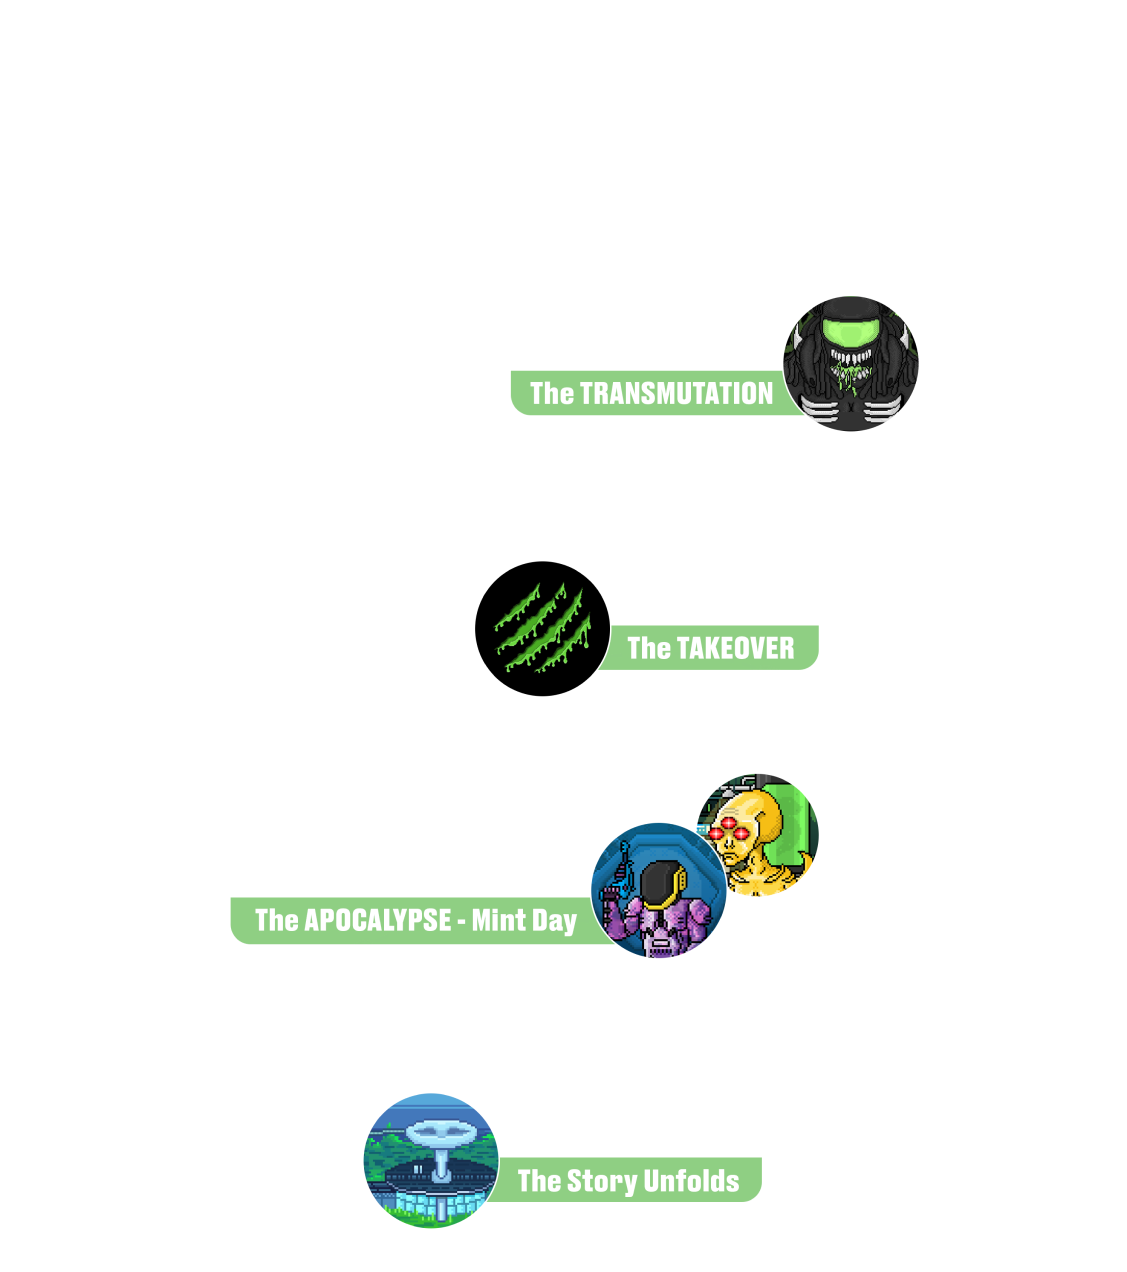 The TRANSMUTATION
The TAKEOVER
The APOCALYPSE - Mint Day
The Story Unfolds